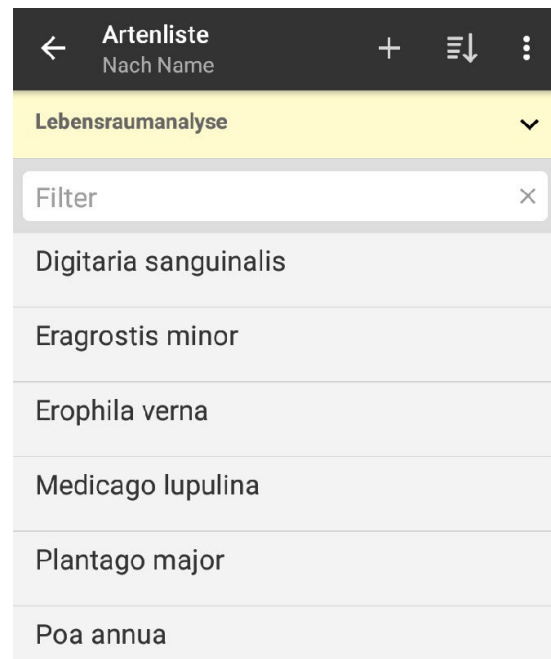 Artenliste
Nach Name
Lebensraumanalyse
Filter
Digitaria sanguinalis
Eragrostis minor
Erophila verna
Medicago lupulina
Plantago major
Poa annua